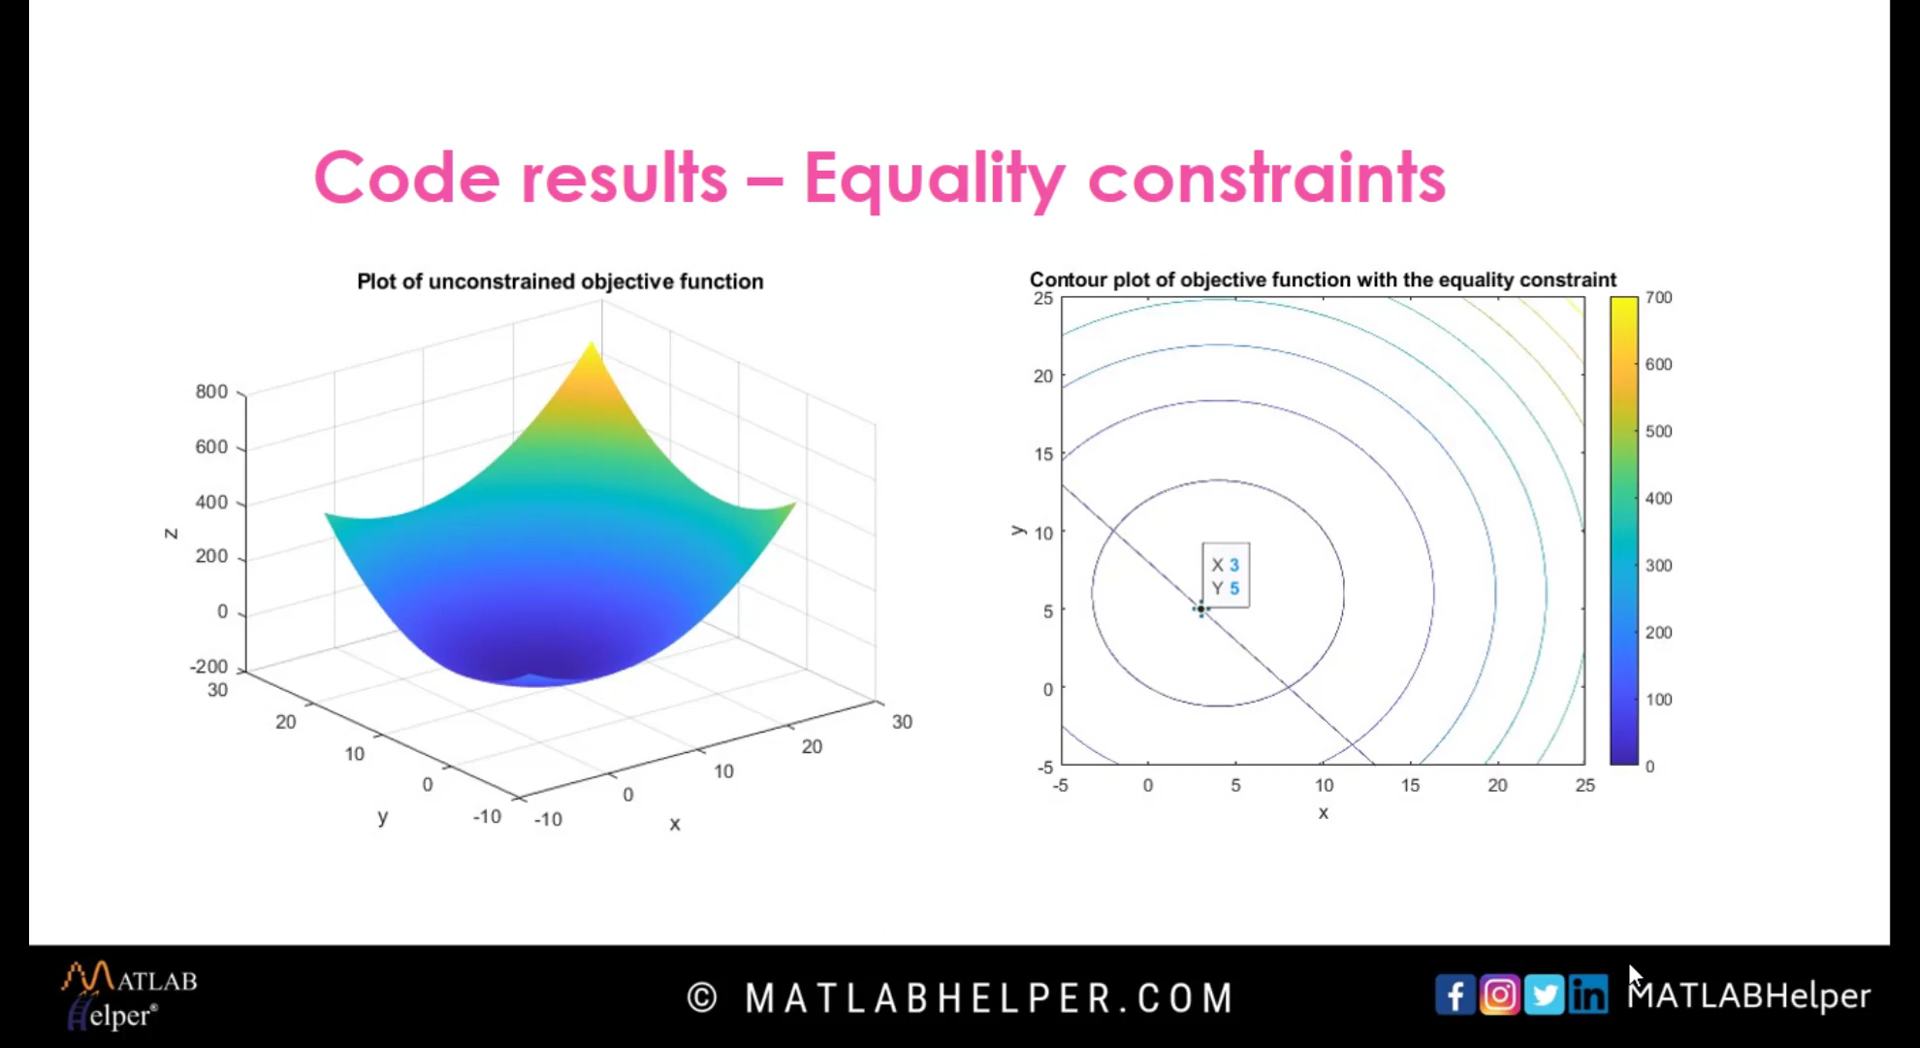 Code results – Equality constraints
Plot of unconstrained objective function
800
600
400
200
0
-200
z
30
20
10
0
-10
y
-10
0
10
20
30
x
Contour plot of objective function with the equality constraint
25
20
15
10
5
0
-5
y
X 3
Y 5
-5
0
5
10
15
20
25
x
700
600
500
400
300
200
100
0
MATLAB
Helper®
© MATLABHELPER.COM
MATLABHelper